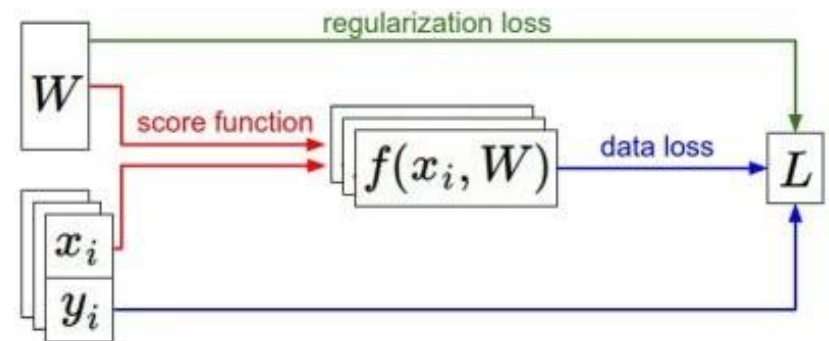 regularization loss
W
score function
f(x_i, W)
data loss
L
x_i
y_i